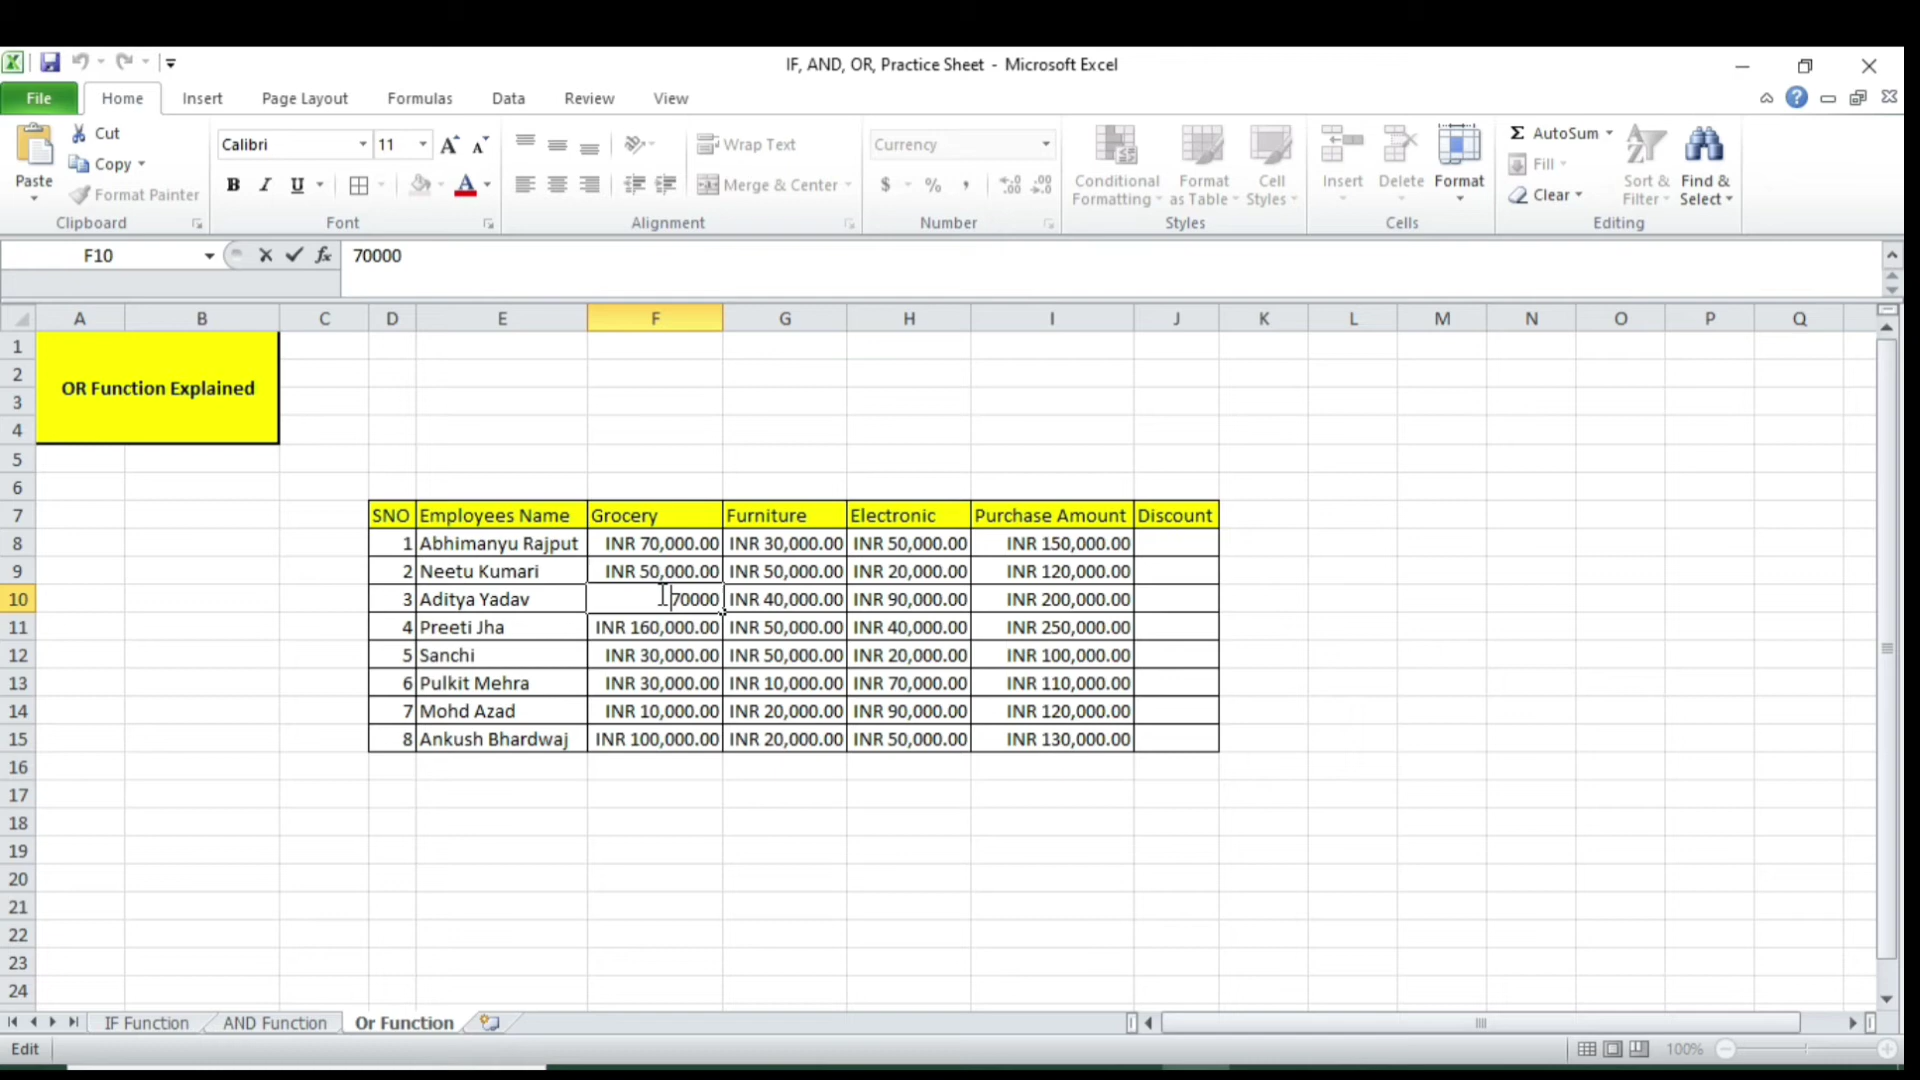 IF, AND, OR, Practice Sheet - Microsoft Excel
File Home Insert Page Layout Formulas Data Review View
Paste Cut Copy Format Painter Clipboard
Calibri 11 A A B I U A Font
Wrap Text Merge & Center Alignment
Currency $ % , Number
Conditional Formatting Format as Table Cell Styles Styles
Insert Delete Format Cells
Σ AutoSum Fill Clear Sort & Filter Find & Select Editing
F10 fx 70000
A B C D E F G H I J K L M N O P Q
1
2
OR Function Explained
3
4
5
6
7 SNO Employees Name Grocery Furniture Electronic Purchase Amount Discount
8 1 Abhimanyu Rajput INR 70,000.00 INR 30,000.00 INR 50,000.00 INR 150,000.00
9 2 Neetu Kumari INR 50,000.00 INR 50,000.00 INR 20,000.00 INR 120,000.00
10 3 Aditya Yadav 70000 INR 40,000.00 INR 90,000.00 INR 200,000.00
11 4 Preeti Jha INR 160,000.00 INR 50,000.00 INR 40,000.00 INR 250,000.00
12 5 Sanchi INR 30,000.00 INR 50,000.00 INR 20,000.00 INR 100,000.00
13 6 Pulkit Mehra INR 30,000.00 INR 10,000.00 INR 70,000.00 INR 110,000.00
14 7 Mohd Azad INR 10,000.00 INR 20,000.00 INR 90,000.00 INR 120,000.00
15 8 Ankush Bhardwaj INR 100,000.00 INR 20,000.00 INR 50,000.00 INR 130,000.00
16
17
18
19
20
21
22
23
24
IF Function AND Function Or Function
Edit 100%